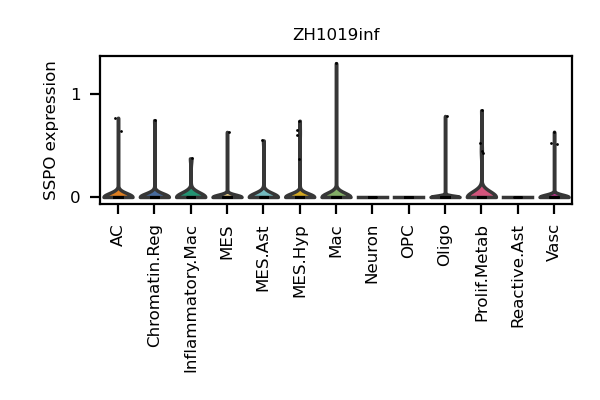 ZH1019inf
SSPO expression
1
0
AC
Chromatin.Reg
Inflammatory.Mac
MES
MES.Ast
MES.Hyp
Mac
Neuron
OPC
Oligo
Prolif.Metab
Reactive.Ast
Vasc